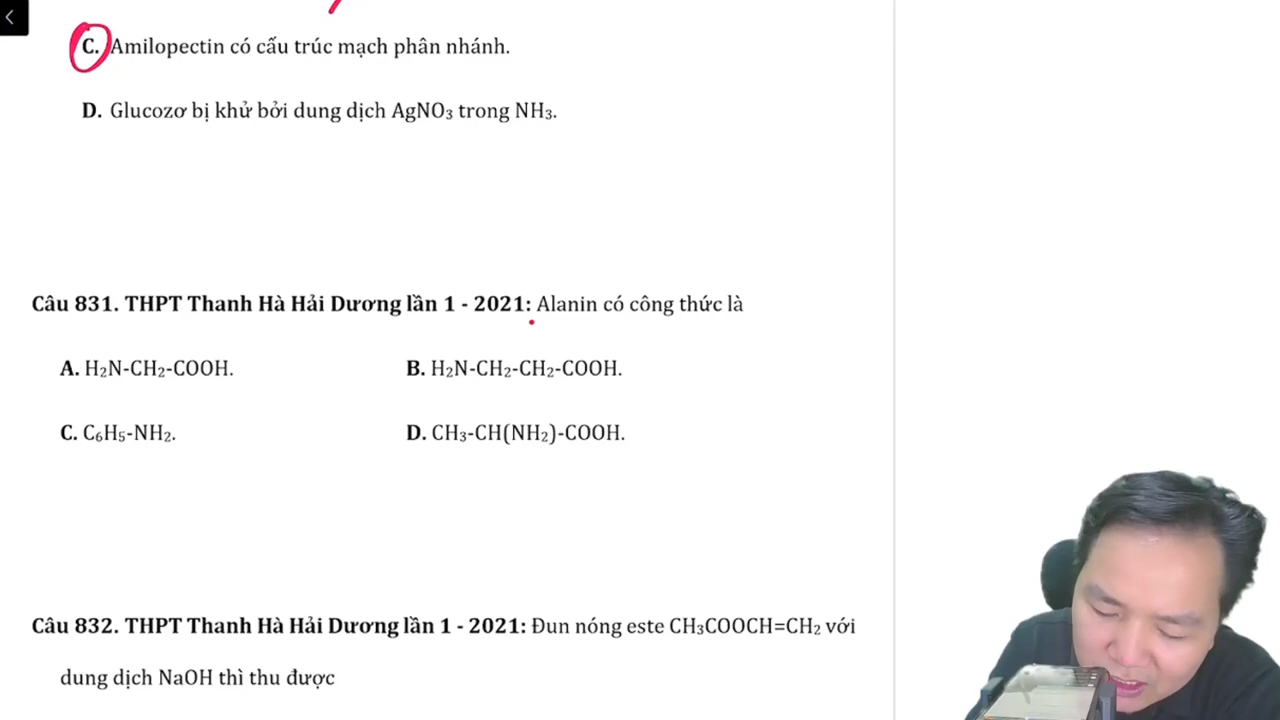 C. Amilopectin có cấu trúc mạch phân nhánh.
D. Glucozơ bị khử bởi dung dịch AgNO₃ trong NH₃.
Câu 831. THPT Thanh Hà Hải Dương lần 1 - 2021: Alanin có công thức là
A. H₂N-CH₂-COOH. B. H₂N-CH₂-CH₂-COOH.
C. C₆H₅-NH₂. D. CH₃-CH(NH₂)-COOH.
Câu 832. THPT Thanh Hà Hải Dương lần 1 - 2021: Đun nóng este CH₃COOCH=CH₂ với
dung dịch NaOH thì thu được